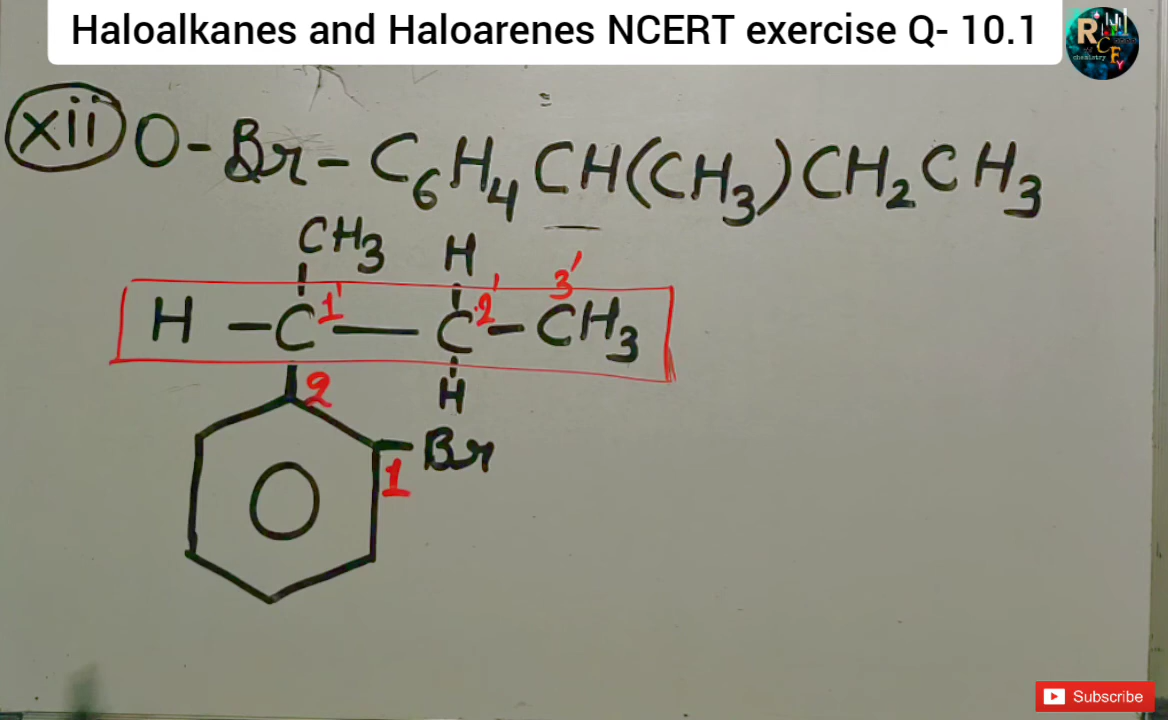 Haloalkanes and Haloarenes NCERT exercise Q- 10.1
R
C
E
Y
chemistry
xii O-Br-C6H4CH(CH3)CH2CH3
CH3 H
H -C 1' — C 2' - CH3 3'
2 H
Br
1
Subscribe